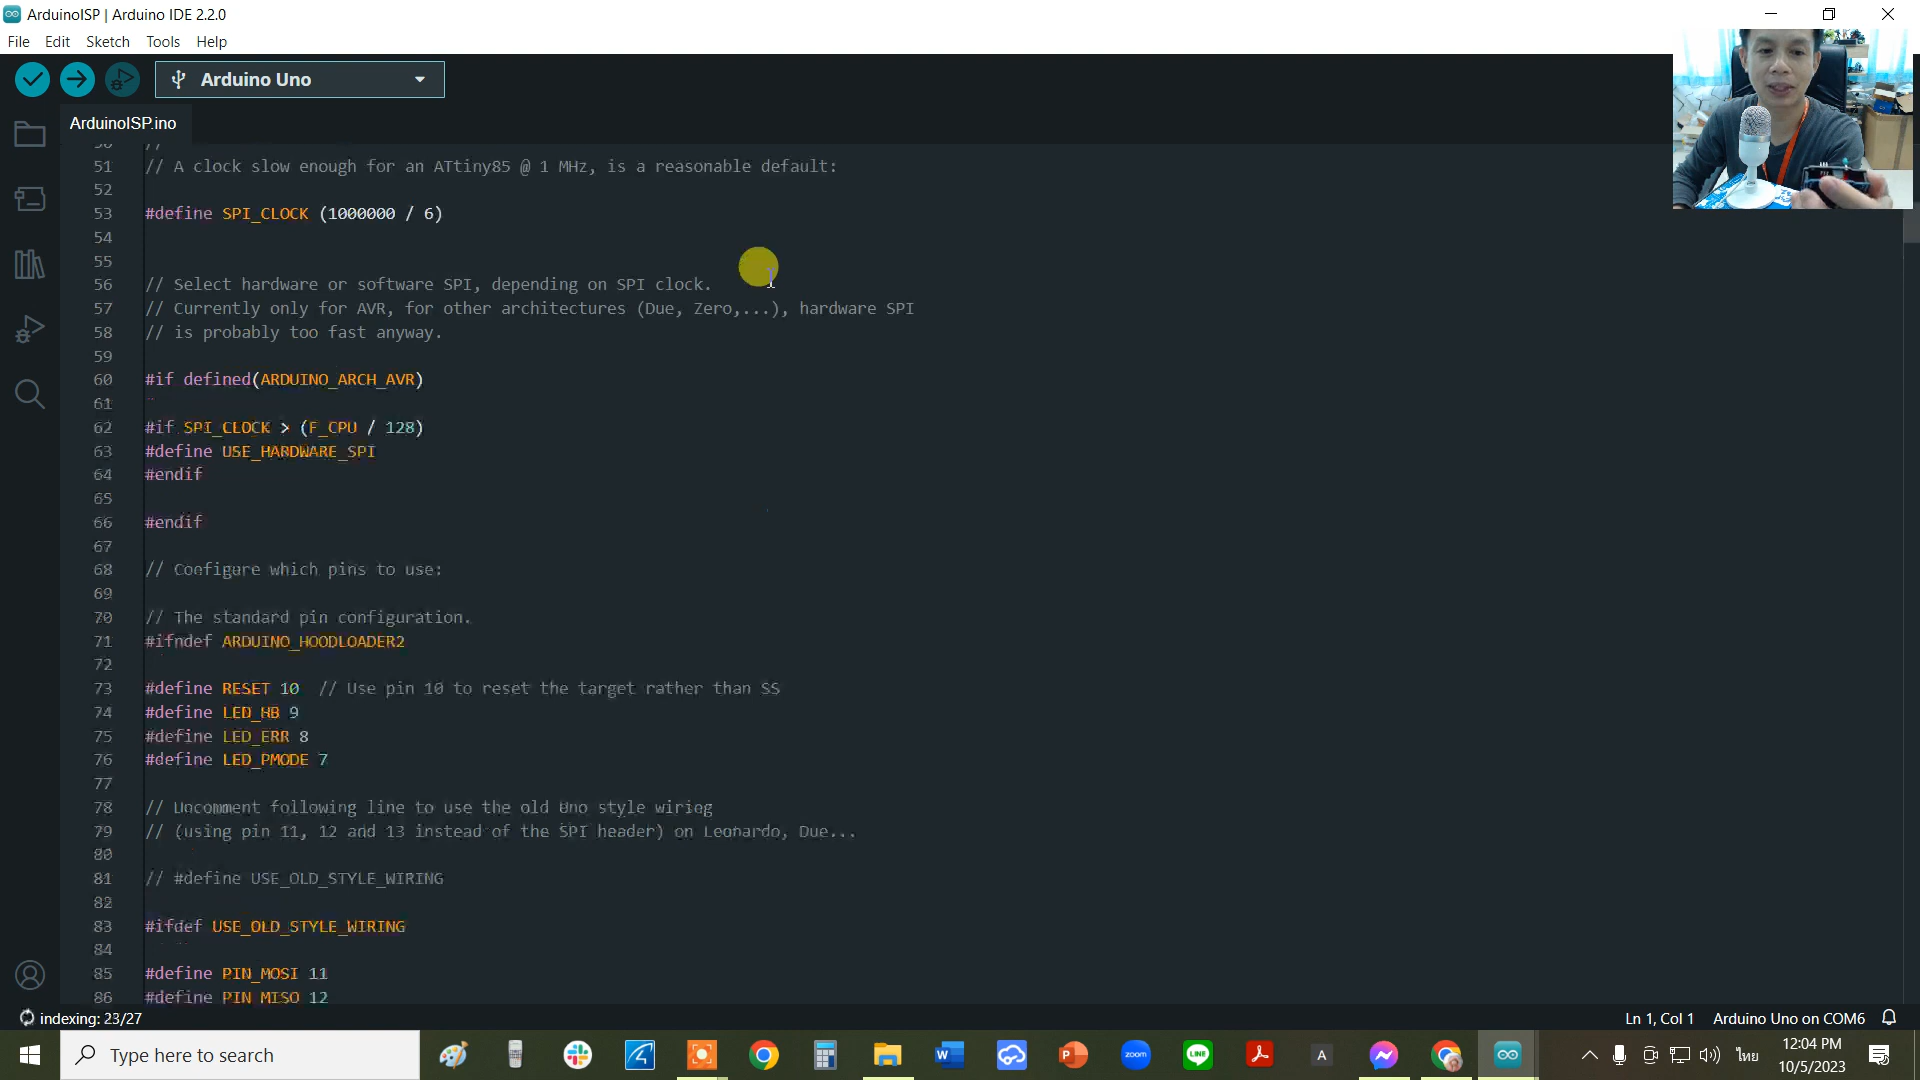 ArduinoISP | Arduino IDE 2.2.0
File Edit Sketch Tools Help
Arduino Uno
ArduinoISP.ino
51 // A clock slow enough for an ATtiny85 @ 1 MHz, is a reasonable default:
52
53 #define SPI_CLOCK (1000000 / 6)
54
55
56 // Select hardware or software SPI, depending on SPI clock.
57 // Currently only for AVR, for other architectures (Due, Zero,...), hardware SPI
58 // is probably too fast anyway.
59
60 #if defined(ARDUINO_ARCH_AVR)
61
62 #if SPI_CLOCK > (F_CPU / 128)
63 #define USE_HARDWARE_SPI
64 #endif
65
66 #endif
67
68 // Configure which pins to use:
69
70 // The standard pin configuration.
71 #ifndef ARDUINO_HOODLOADER2
72
73 #define RESET 10 // Use pin 10 to reset the target rather than SS
74 #define LED_HB 9
75 #define LED_ERR 8
76 #define LED_PMODE 7
77
78 // Uncomment following line to use the old Uno style wiring
79 // (using pin 11, 12 and 13 instead of the SPI header) on Leonardo, Due...
80
81 // #define USE_OLD_STYLE_WIRING
82
83 #ifdef USE_OLD_STYLE_WIRING
84
85 #define PIN_MOSI 11
86 #define PIN_MISO 12
indexing: 23/27
Ln 1, Col 1 Arduino Uno on COM6
Type here to search
zoom
LINE
A
ไทย
12:04 PM
10/5/2023